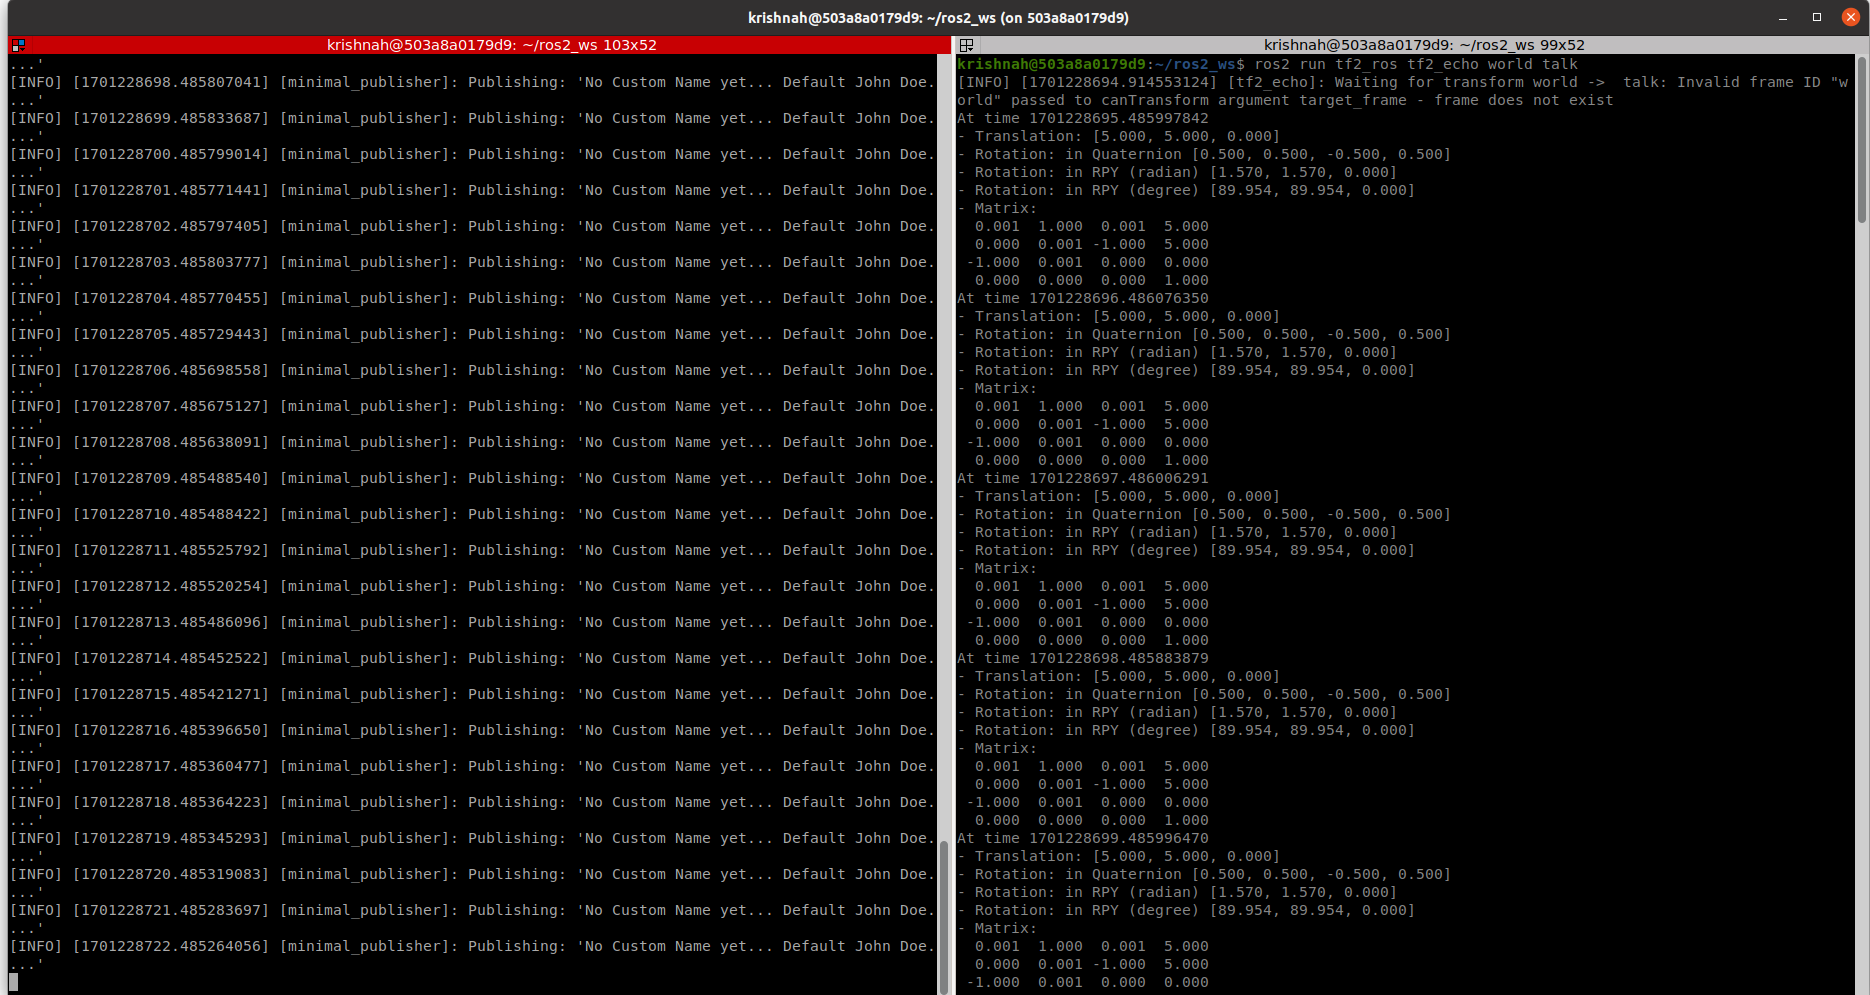 krishnah@503a8a0179d9: ~/ros2_ws (on 503a8a0179d9)
krishnah@503a8a0179d9: ~/ros2_ws 103x52
...'
[INFO] [1701228698.485807041] [minimal_publisher]: Publishing: 'No Custom Name yet... Default John Doe.
...'
[INFO] [1701228699.485833687] [minimal_publisher]: Publishing: 'No Custom Name yet... Default John Doe.
...'
[INFO] [1701228700.485799014] [minimal_publisher]: Publishing: 'No Custom Name yet... Default John Doe.
...'
[INFO] [1701228701.485771441] [minimal_publisher]: Publishing: 'No Custom Name yet... Default John Doe.
...'
[INFO] [1701228702.485797405] [minimal_publisher]: Publishing: 'No Custom Name yet... Default John Doe.
...'
[INFO] [1701228703.485803777] [minimal_publisher]: Publishing: 'No Custom Name yet... Default John Doe.
...'
[INFO] [1701228704.485770455] [minimal_publisher]: Publishing: 'No Custom Name yet... Default John Doe.
...'
[INFO] [1701228705.485729443] [minimal_publisher]: Publishing: 'No Custom Name yet... Default John Doe.
...'
[INFO] [1701228706.485698558] [minimal_publisher]: Publishing: 'No Custom Name yet... Default John Doe.
...'
[INFO] [1701228707.485675127] [minimal_publisher]: Publishing: 'No Custom Name yet... Default John Doe.
...'
[INFO] [1701228708.485638091] [minimal_publisher]: Publishing: 'No Custom Name yet... Default John Doe.
...'
[INFO] [1701228709.485488540] [minimal_publisher]: Publishing: 'No Custom Name yet... Default John Doe.
...'
[INFO] [1701228710.485488422] [minimal_publisher]: Publishing: 'No Custom Name yet... Default John Doe.
...'
[INFO] [1701228711.485525792] [minimal_publisher]: Publishing: 'No Custom Name yet... Default John Doe.
...'
[INFO] [1701228712.485520254] [minimal_publisher]: Publishing: 'No Custom Name yet... Default John Doe.
...'
[INFO] [1701228713.485486096] [minimal_publisher]: Publishing: 'No Custom Name yet... Default John Doe.
...'
[INFO] [1701228714.485452522] [minimal_publisher]: Publishing: 'No Custom Name yet... Default John Doe.
...'
[INFO] [1701228715.485421271] [minimal_publisher]: Publishing: 'No Custom Name yet... Default John Doe.
...'
[INFO] [1701228716.485396650] [minimal_publisher]: Publishing: 'No Custom Name yet... Default John Doe.
...'
[INFO] [1701228717.485360477] [minimal_publisher]: Publishing: 'No Custom Name yet... Default John Doe.
...'
[INFO] [1701228718.485364223] [minimal_publisher]: Publishing: 'No Custom Name yet... Default John Doe.
...'
[INFO] [1701228719.485345293] [minimal_publisher]: Publishing: 'No Custom Name yet... Default John Doe.
...'
[INFO] [1701228720.485319083] [minimal_publisher]: Publishing: 'No Custom Name yet... Default John Doe.
...'
[INFO] [1701228721.485283697] [minimal_publisher]: Publishing: 'No Custom Name yet... Default John Doe.
...'
[INFO] [1701228722.485264056] [minimal_publisher]: Publishing: 'No Custom Name yet... Default John Doe.
...'
krishnah@503a8a0179d9: ~/ros2_ws 99x52
krishnah@503a8a0179d9:~/ros2_ws$ ros2 run tf2_ros tf2_echo world talk
[INFO] [1701228694.914553124] [tf2_echo]: Waiting for transform world ->  talk: Invalid frame ID "w
orld" passed to canTransform argument target_frame - frame does not exist
At time 1701228695.485997842
- Translation: [5.000, 5.000, 0.000]
- Rotation: in Quaternion [0.500, 0.500, -0.500, 0.500]
- Rotation: in RPY (radian) [1.570, 1.570, 0.000]
- Rotation: in RPY (degree) [89.954, 89.954, 0.000]
- Matrix:
  0.001  1.000  0.001  5.000
  0.000  0.001 -1.000  5.000
 -1.000  0.001  0.000  0.000
  0.000  0.000  0.000  1.000
At time 1701228696.486076350
- Translation: [5.000, 5.000, 0.000]
- Rotation: in Quaternion [0.500, 0.500, -0.500, 0.500]
- Rotation: in RPY (radian) [1.570, 1.570, 0.000]
- Rotation: in RPY (degree) [89.954, 89.954, 0.000]
- Matrix:
  0.001  1.000  0.001  5.000
  0.000  0.001 -1.000  5.000
 -1.000  0.001  0.000  0.000
  0.000  0.000  0.000  1.000
At time 1701228697.486006291
- Translation: [5.000, 5.000, 0.000]
- Rotation: in Quaternion [0.500, 0.500, -0.500, 0.500]
- Rotation: in RPY (radian) [1.570, 1.570, 0.000]
- Rotation: in RPY (degree) [89.954, 89.954, 0.000]
- Matrix:
  0.001  1.000  0.001  5.000
  0.000  0.001 -1.000  5.000
 -1.000  0.001  0.000  0.000
  0.000  0.000  0.000  1.000
At time 1701228698.485883879
- Translation: [5.000, 5.000, 0.000]
- Rotation: in Quaternion [0.500, 0.500, -0.500, 0.500]
- Rotation: in RPY (radian) [1.570, 1.570, 0.000]
- Rotation: in RPY (degree) [89.954, 89.954, 0.000]
- Matrix:
  0.001  1.000  0.001  5.000
  0.000  0.001 -1.000  5.000
 -1.000  0.001  0.000  0.000
  0.000  0.000  0.000  1.000
At time 1701228699.485996470
- Translation: [5.000, 5.000, 0.000]
- Rotation: in Quaternion [0.500, 0.500, -0.500, 0.500]
- Rotation: in RPY (radian) [1.570, 1.570, 0.000]
- Rotation: in RPY (degree) [89.954, 89.954, 0.000]
- Matrix:
  0.001  1.000  0.001  5.000
  0.000  0.001 -1.000  5.000
 -1.000  0.001  0.000  0.000